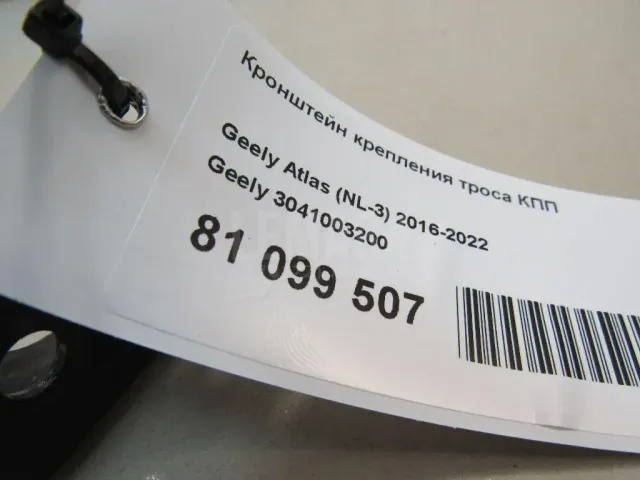 Кронштейн крепления троса КПП
Geely Atlas (NL-3) 2016-2022
Geely 3041003200
81 099 507